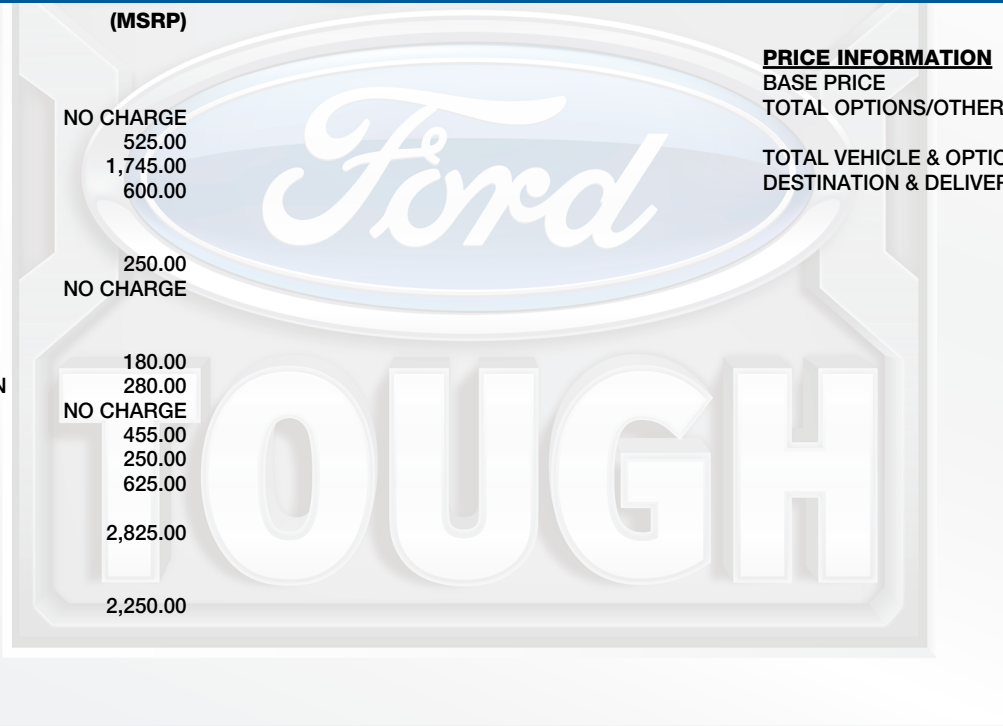 (MSRP)
NO CHARGE
525.00
1,745.00
600.00
250.00
NO CHARGE
180.00
N 280.00
NO CHARGE
455.00
250.00
625.00
2,825.00
2,250.00
PRICE INFORMATION
BASE PRICE
TOTAL OPTIONS/OTHER
TOTAL VEHICLE & OPTIO
DESTINATION & DELIVER
Ford
TOUGH